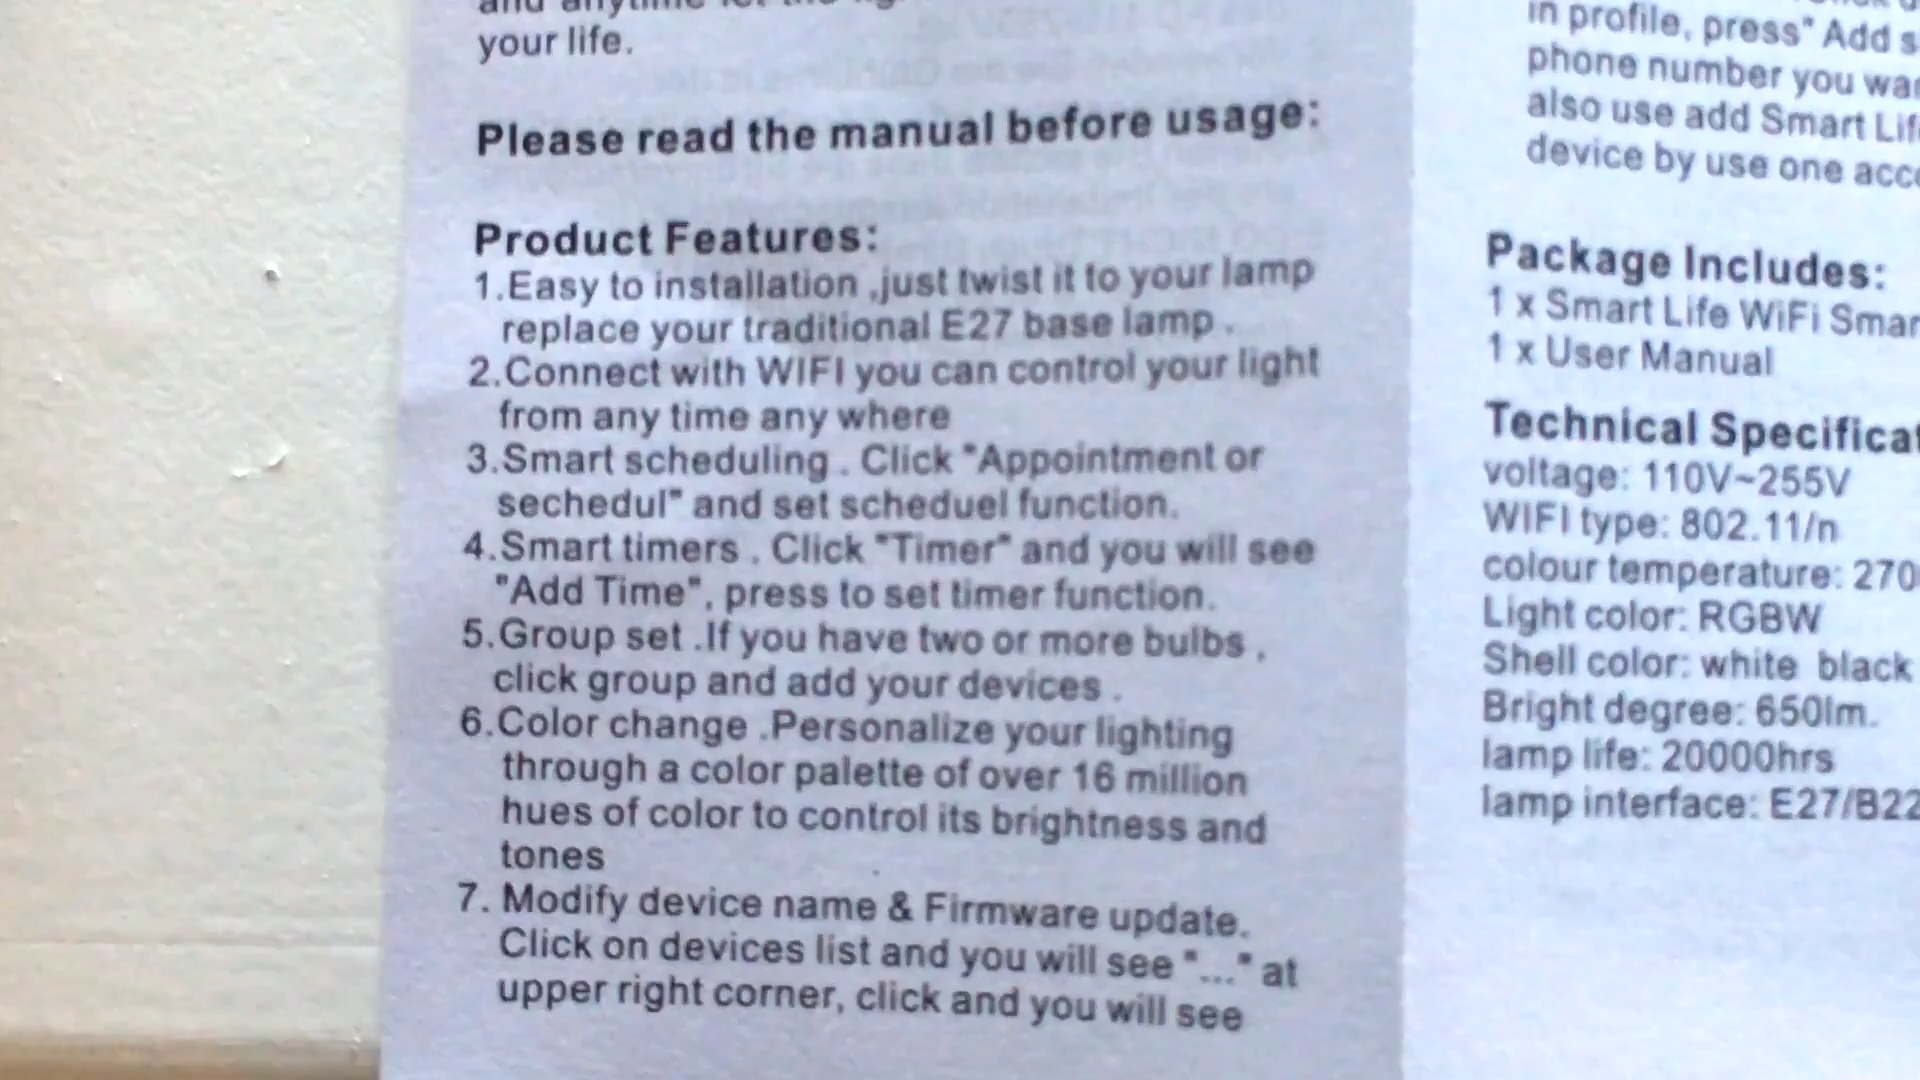 your life.
Please read the manual before usage:
Product Features:
1.Easy to installation ,just twist it to your lamp
replace your traditional E27 base lamp .
2.Connect with WIFI you can control your light
from any time any where
3.Smart scheduling . Click "Appointment or
sechedul" and set scheduel function.
4.Smart timers . Click "Timer" and you will see
"Add Time", press to set timer function.
5.Group set .If you have two or more bulbs ,
click group and add your devices .
6.Color change .Personalize your lighting
through a color palette of over 16 million
hues of color to control its brightness and
tones
7. Modify device name & Firmware update.
Click on devices list and you will see "..." at
upper right corner, click and you will see
in profile, press" Add
phone number you
also use add Smart
device by use one
Package Includes:
1 x Smart Life WiFi
1 x User Manual
Technical
voltage: 110V~255V
WIFI type: 802.11/n
colour temperature: 270
Light color: RGBW
Shell color: white black
Bright degree: 650lm.
lamp life: 20000hrs
lamp interface: E27/B22